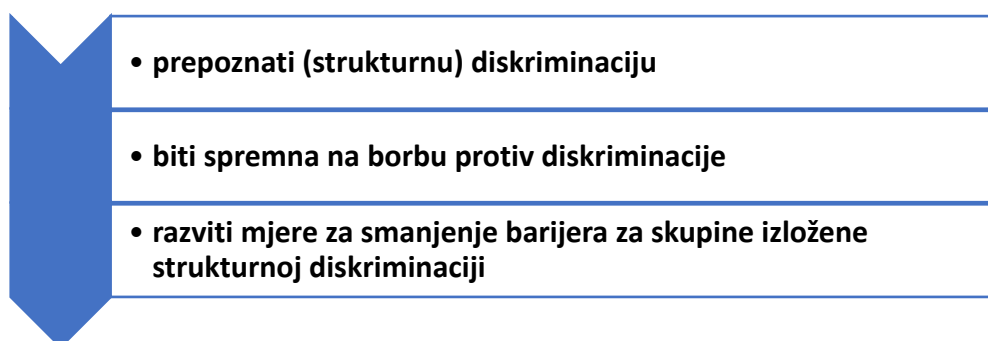 • prepoznati (strukturnu) diskriminaciju
• biti spremna na borbu protiv diskriminacije
• razviti mjere za smanjenje barijera za skupine izložene
strukturnoj diskriminaciji